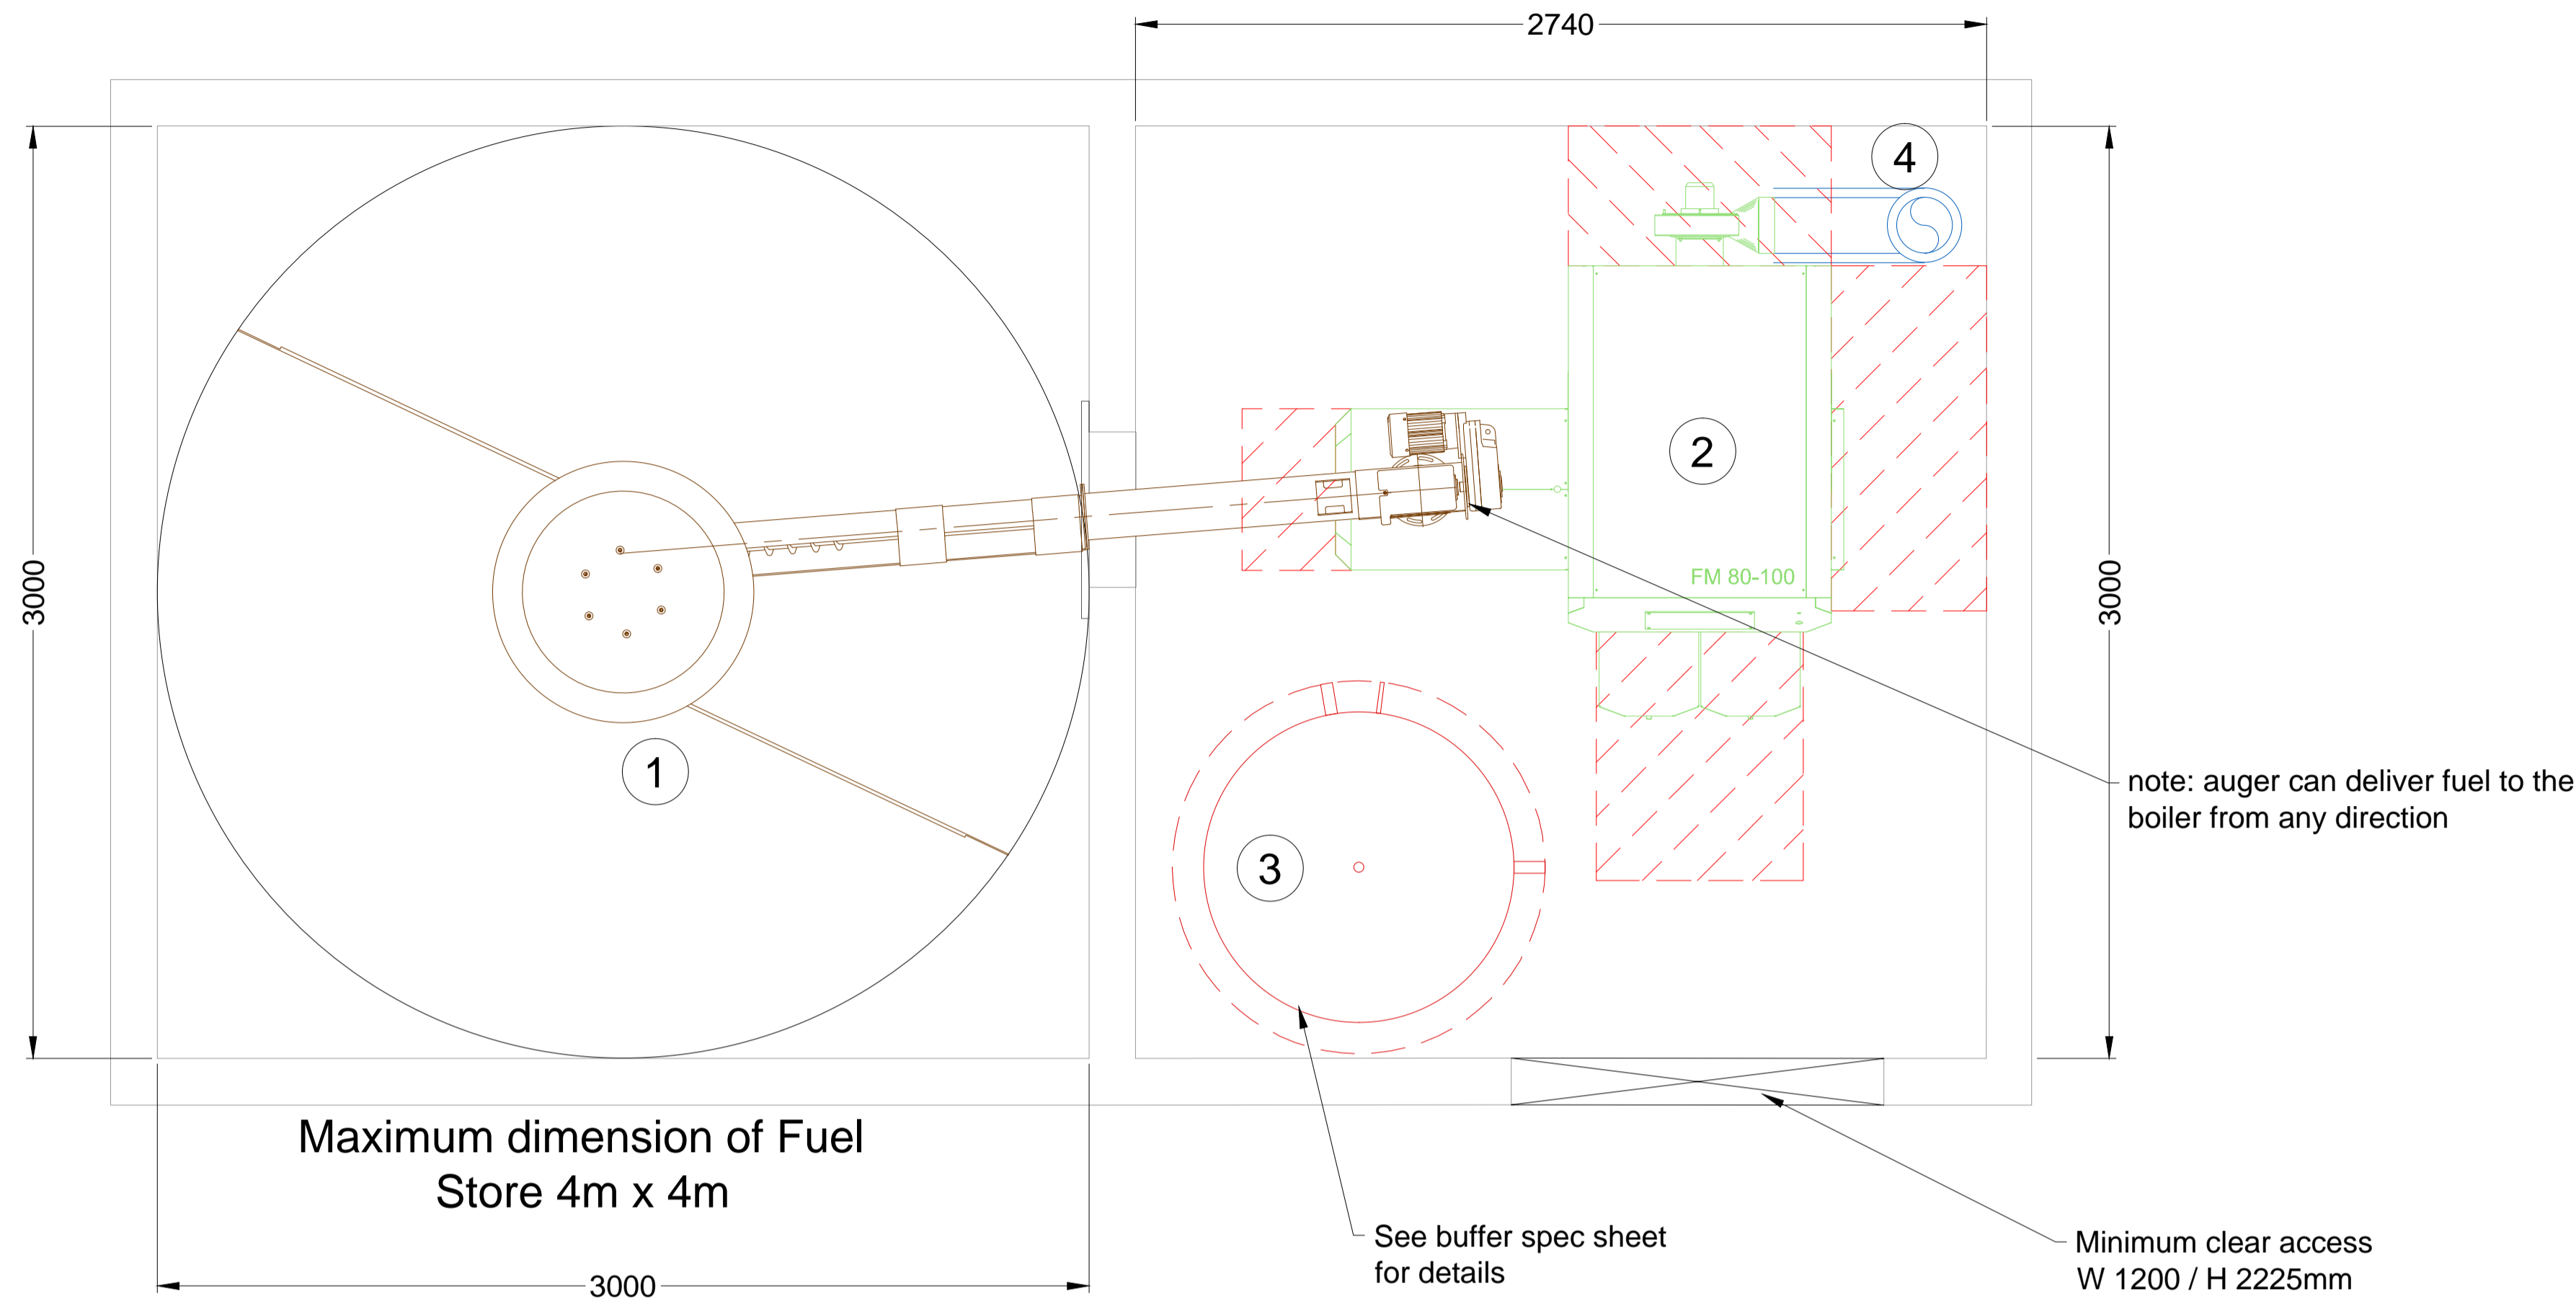 2740
4
2
3000
FM 80-100
3000
1
note: auger can deliver fuel to the
boiler from any direction
3
Maximum dimension of Fuel
Store 4m x 4m
See buffer spec sheet
for details
Minimum clear access
W 1200 / H 2225mm
3000